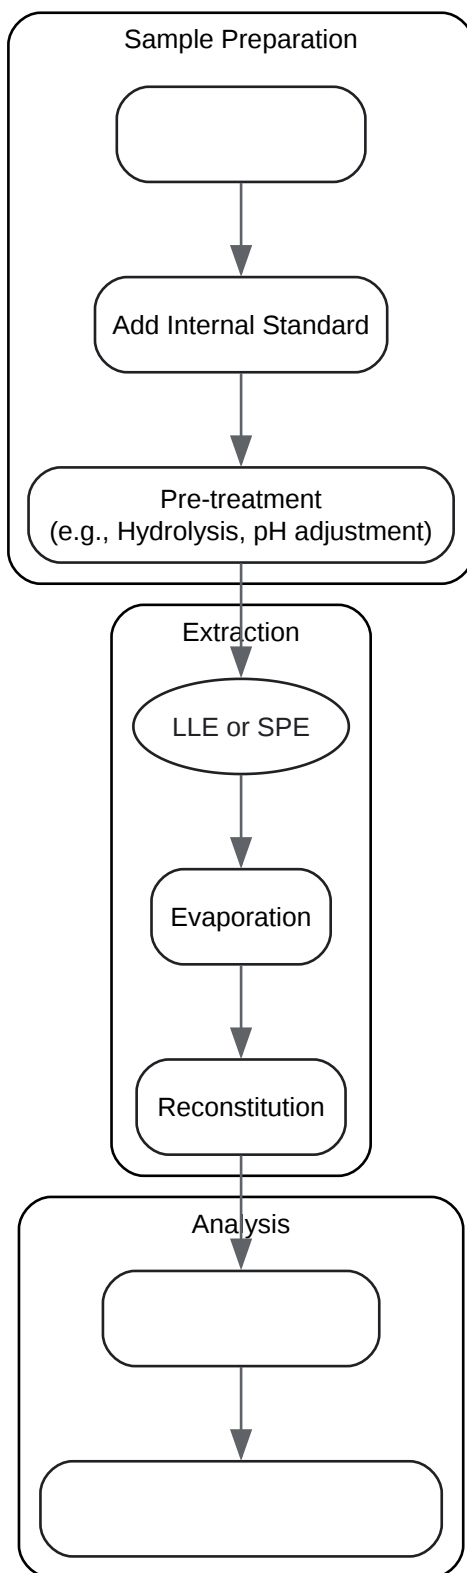 Sample Preparation
Add Internal Standard
Pre-treatment
(e.g., Hydrolysis, pH adjustment)
Extraction
LLE or SPE
Evaporation
Reconstitution
Analysis